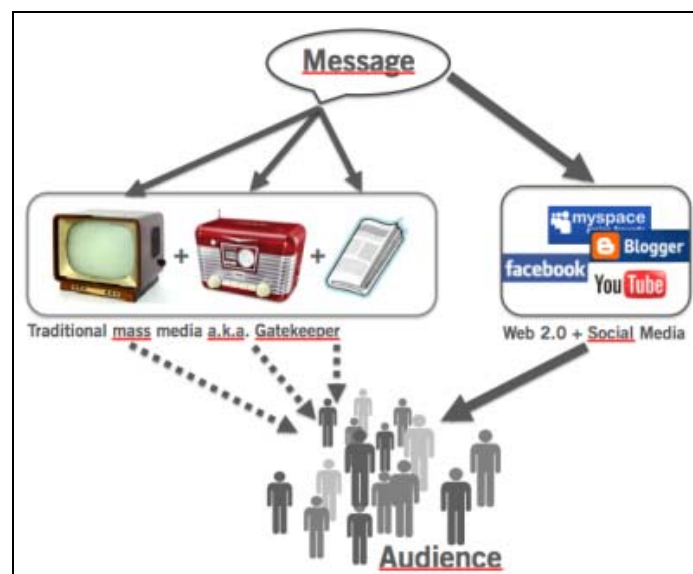 Message
+
+
myspace
Blogger
facebook
YouTube
Traditional mass media a.k.a. Gatekeeper
Web 2.0 + Social Media
Audience